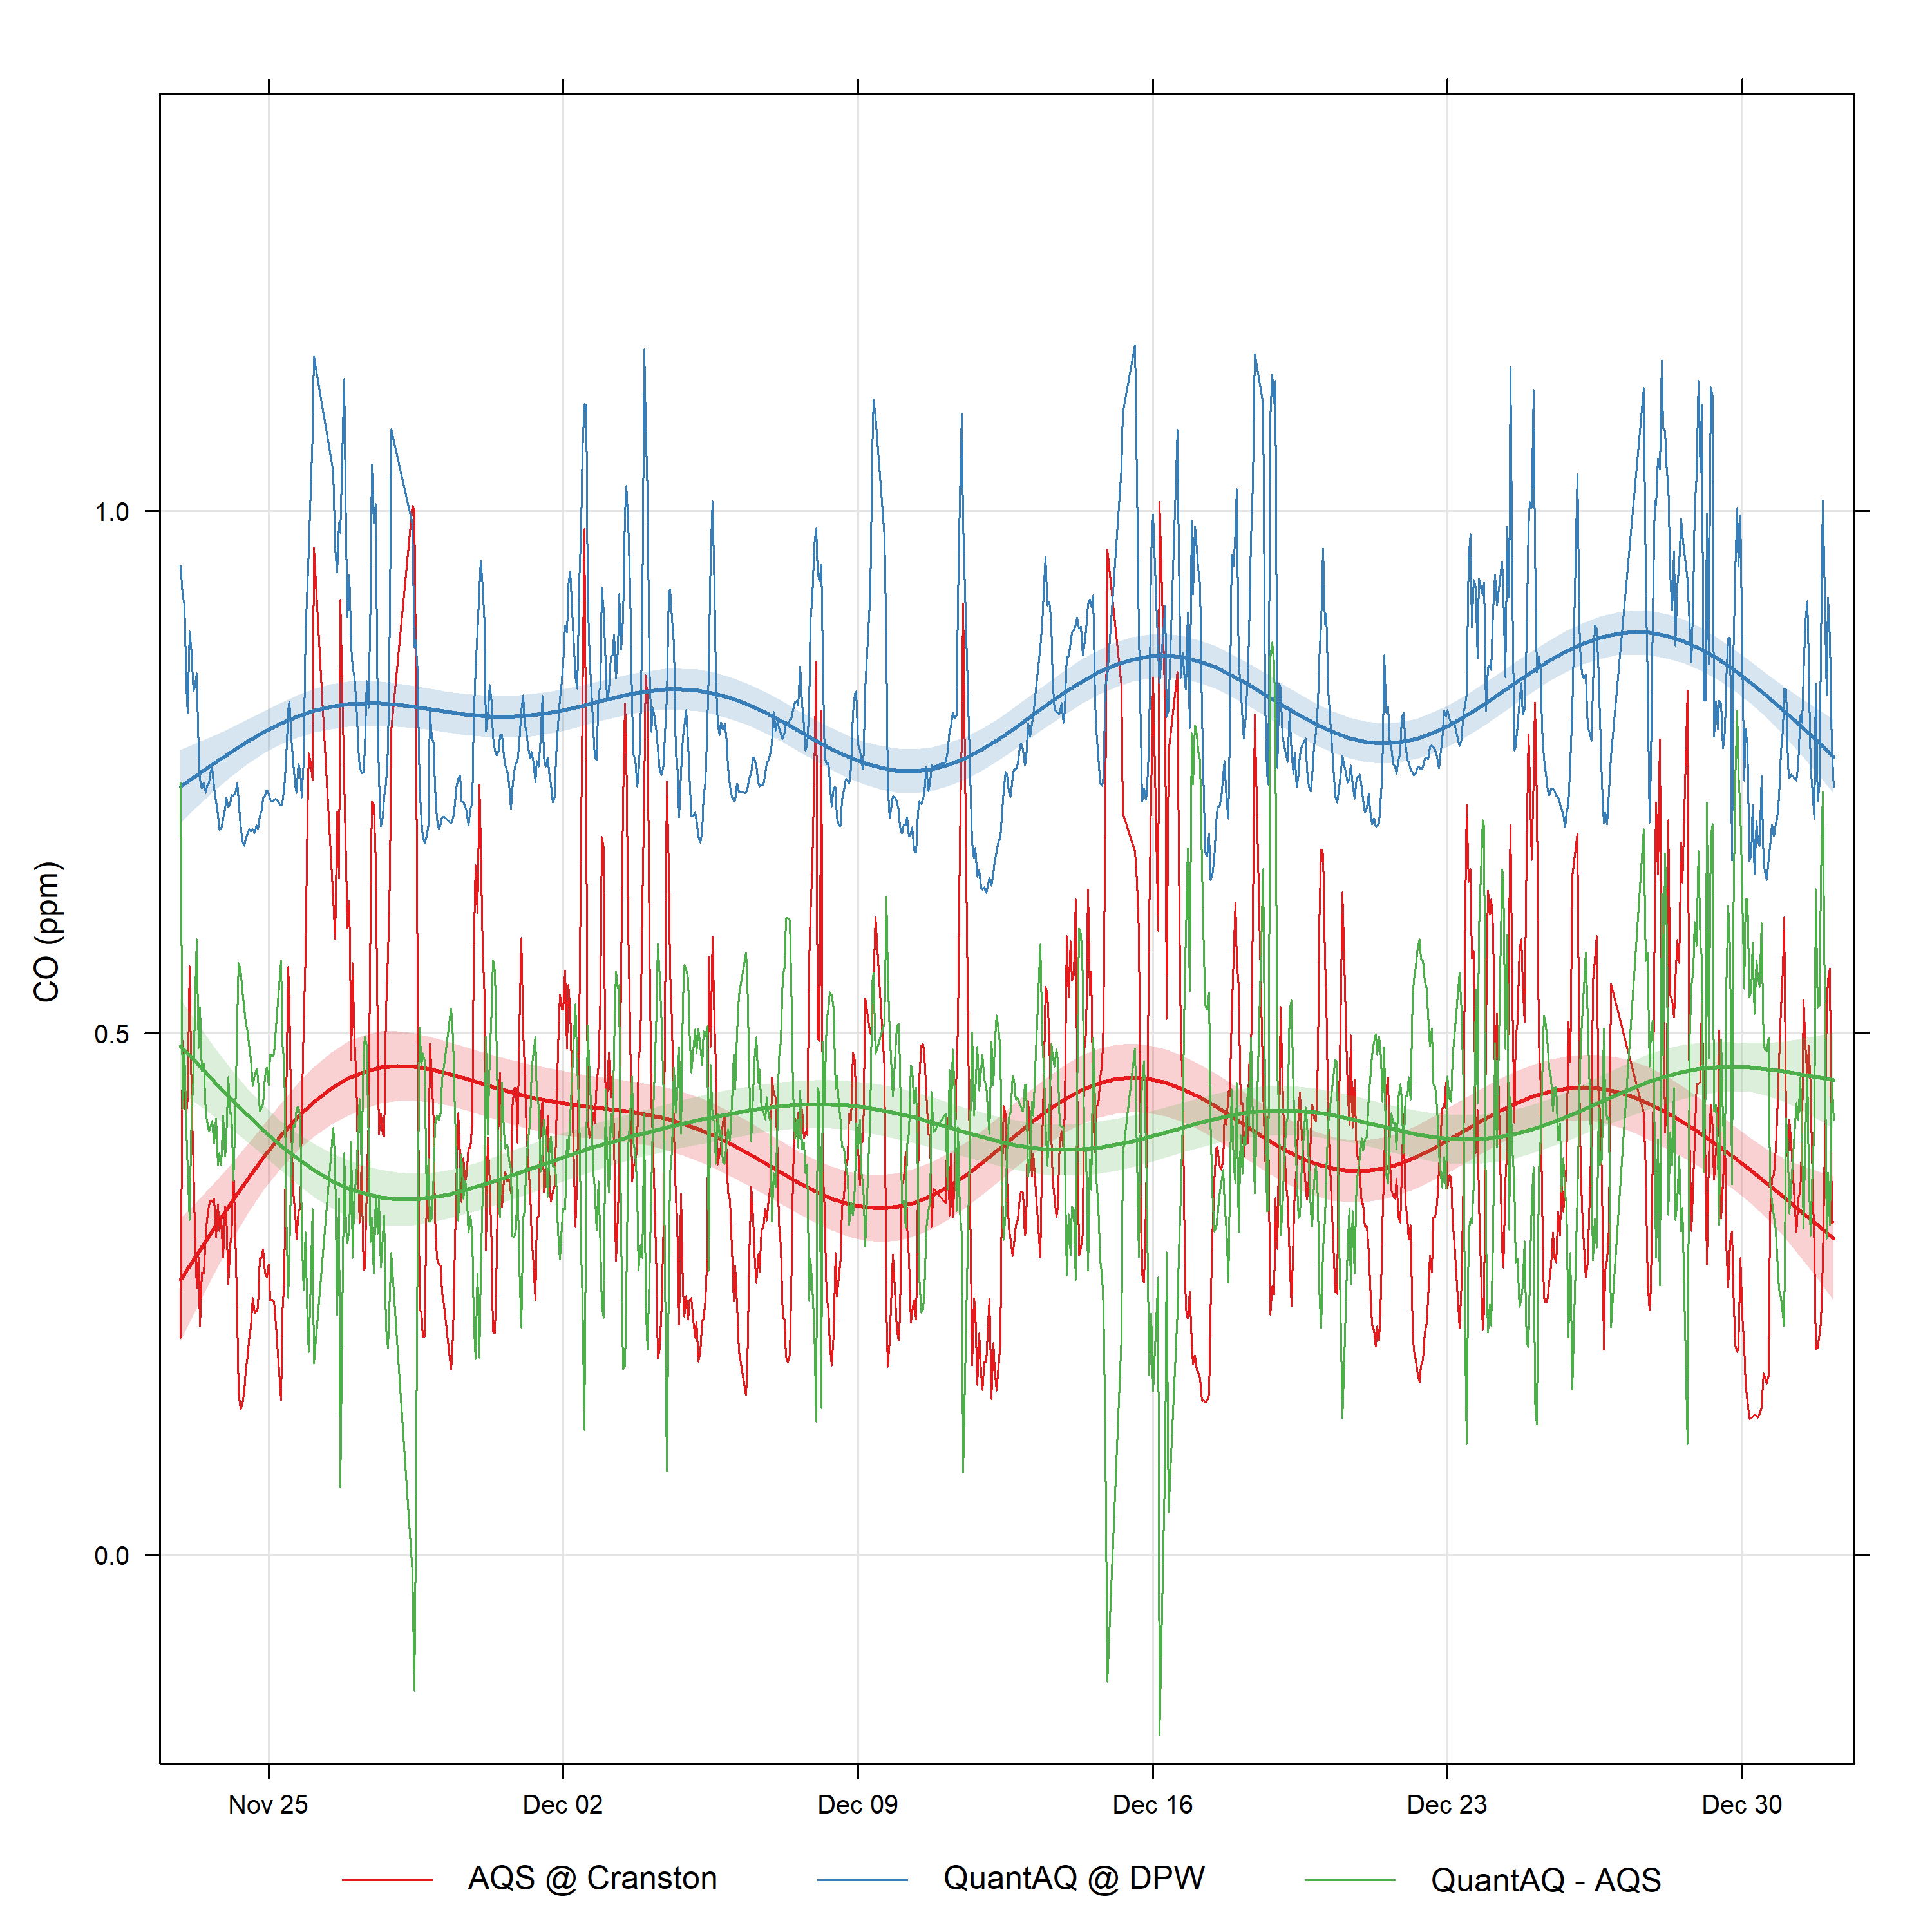 CO (ppm)
1.0
0.5
0.0
Nov 25 Dec 02 Dec 09 Dec 16 Dec 23 Dec 30
AQS @ Cranston QuantAQ @ DPW QuantAQ - AQS